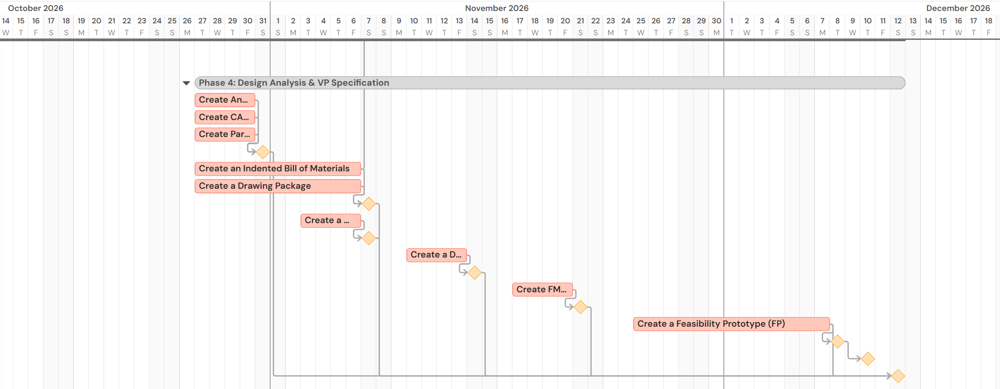 October 2026 November 2026 December 2026
14 15 16 17 18 19 20 21 22 23 24 25 26 27 28 29 30 31 1 2 3 4 5 6 7 8 9 10 11 12 13 14 15 16 17 18 19 20 21 22 23 24 25 26 27 28 29 30 1 2 3 4 5 6 7 8 9 10 11 12 13 14 15 16 17 18
W T F S S M T W T F S S M T W T F S S M T W T F S S M T W T F S S M T W T F S S M T W T F S S M T W T F S S M T W T F S S M T W T F
Phase 4: Design Analysis & VP Specification
Create An...
Create CA...
Create Par...
Create an Indented Bill of Materials
Create a Drawing Package
Create a ...
Create a D...
Create FM...
Create a Feasibility Prototype (FP)